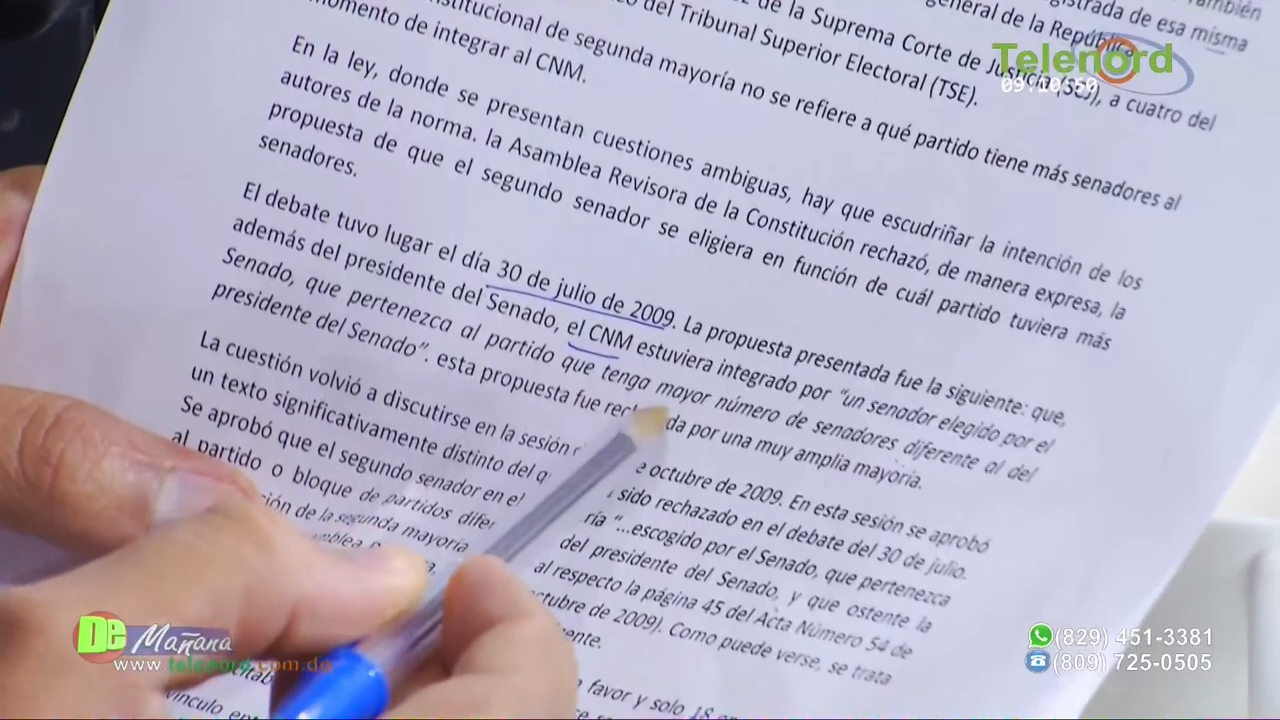 También
registrada de esa misma
general de la República
de la Suprema Corte de Justicia (SCJ), a cuatro del
del Tribunal Superior Electoral (TSE).
constitucional de segunda mayoría no se refiere a qué partido tiene más senadores al
momento de integrar al CNM.
En la ley, donde se presentan cuestiones ambiguas, hay que escudriñar la intención de los
autores de la norma. la Asamblea Revisora de la Constitución rechazó, de manera expresa, la
propuesta de que el segundo senador se eligiera en función de cuál partido tuviera más
senadores.
El debate tuvo lugar el día 30 de julio de 2009. La propuesta presentada fue la siguiente: que,
además del presidente del Senado, el CNM estuviera integrado por “un senador elegido por el
Senado, que pertenezca al partido que tenga mayor número de senadores diferente al del
presidente del Senado”. esta propuesta fue rechazada por una muy amplia mayoría.
La cuestión volvió a discutirse en la sesión e octubre de 2009. En esta sesión se aprobó
un texto significativamente distinto del q sido rechazado en el debate del 30 de julio.
Se aprobó que el segundo senador en el ría “...escogido por el Senado, que pertenezca
al partido o bloque de partidos dife del presidente del Senado, y que ostente la
ción de la segunda mayoría al respecto la página 45 del Acta Número 54 de
octubre de 2009). Como puede verse, se trata
ente.
favor y solo 18
vínculo
Telenord
09:10:50
De Mañana
www.telenord.com.do
(829) 451-3381
(809) 725-0505